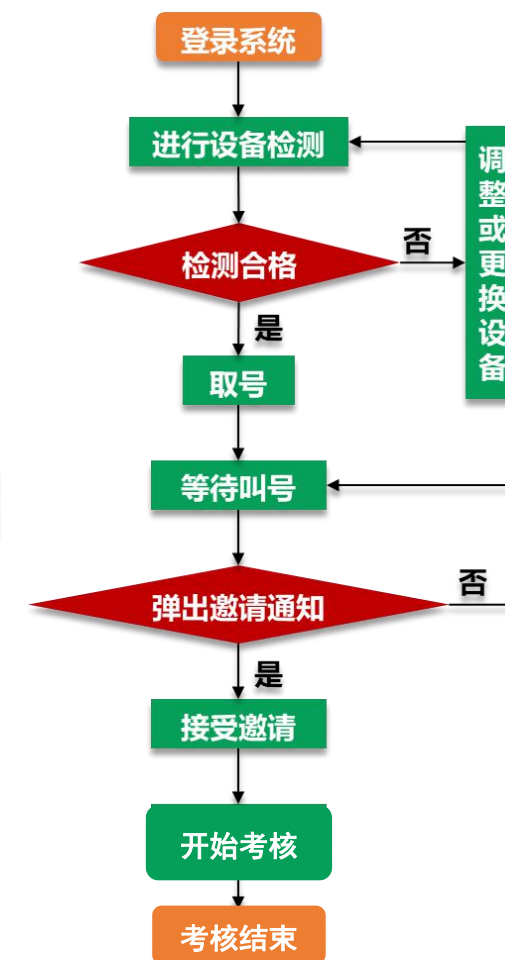 登录系统
进行设备检测
检测合格
否
调
整
或
更
换
设
备
是
取号
等待叫号
弹出邀请通知
否
是
接受邀请
开始考核
考核结束